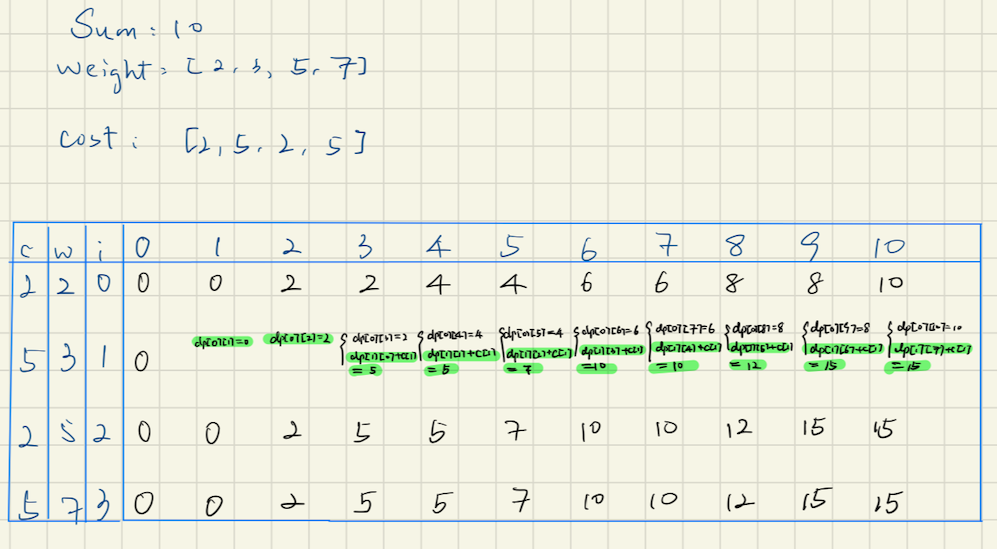 Sum: 10
weight: [2, 3, 5, 7]
cost: [2, 5, 2, 5]
c w i 0 1 2 3 4 5 6 7 8 9 10
2 2 0 0 0 2 2 4 4 6 6 8 8 10
dp[0][1]=0 dp[0][2]=2 { dp[0][3]=2 { dp[0][4]=4 { dp[0][5]=4 { dp[0][6]=6 { dp[0][7]=6 { dp[0][8]=8 { dp[0][9]=8 { dp[0][10]=10
5 3 1 0 dp[1][0]+c[1] dp[1][1]+c[1] dp[1][2]+c[1] dp[1][3]+c[1] dp[1][4]+c[1] dp[1][5]+c[1] dp[1][6]+c[1] dp[1][7]+c[1]
= 5 = 5 = 7 =10 = 10 = 12 = 15 = 15
2 5 2 0 0 2 5 5 7 10 10 12 15 15
5 7 3 0 0 2 5 5 7 10 10 12 15 15